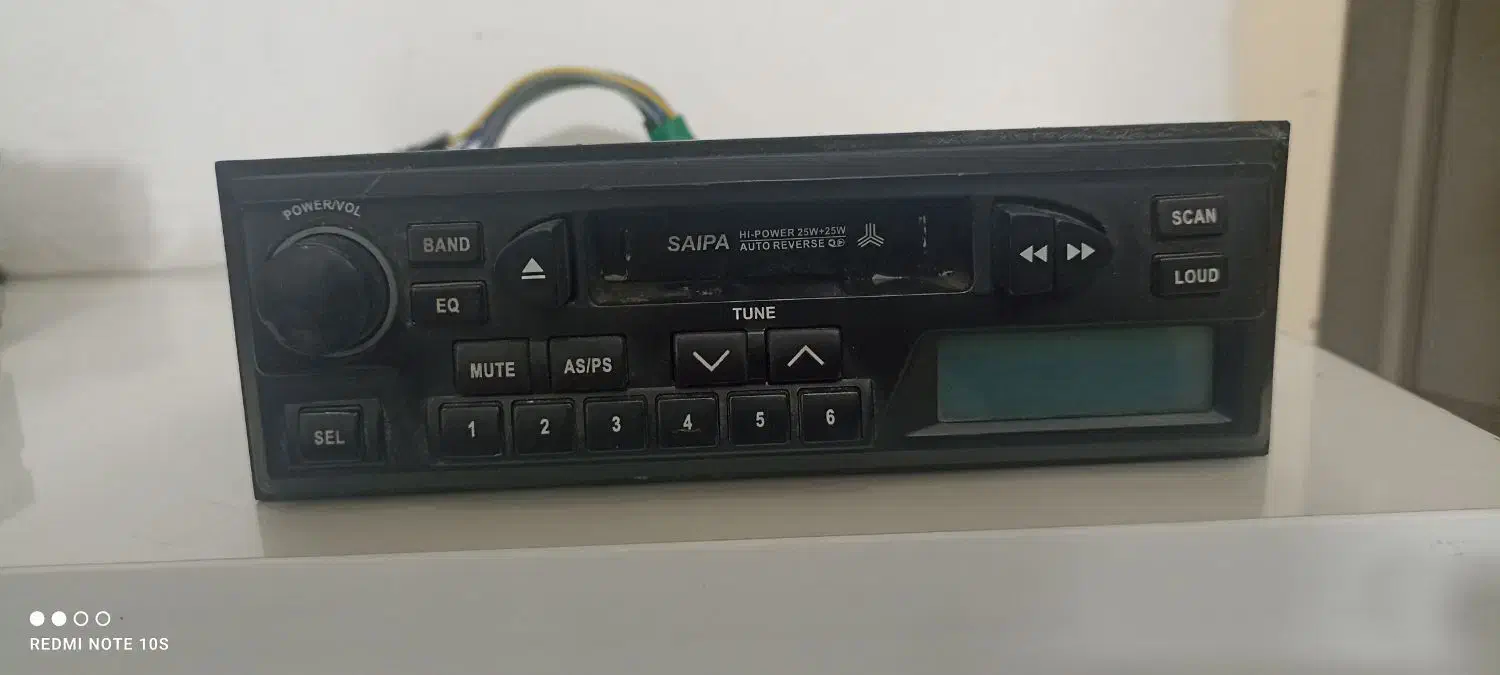 POWER/VOL
BAND
EQ
SAIPA
HI-POWER 25W+25W
AUTO REVERSE
SCAN
LOUD
TUNE
MUTE
AS/PS
SEL
1
2
3
4
5
6
REDMI NOTE 10S